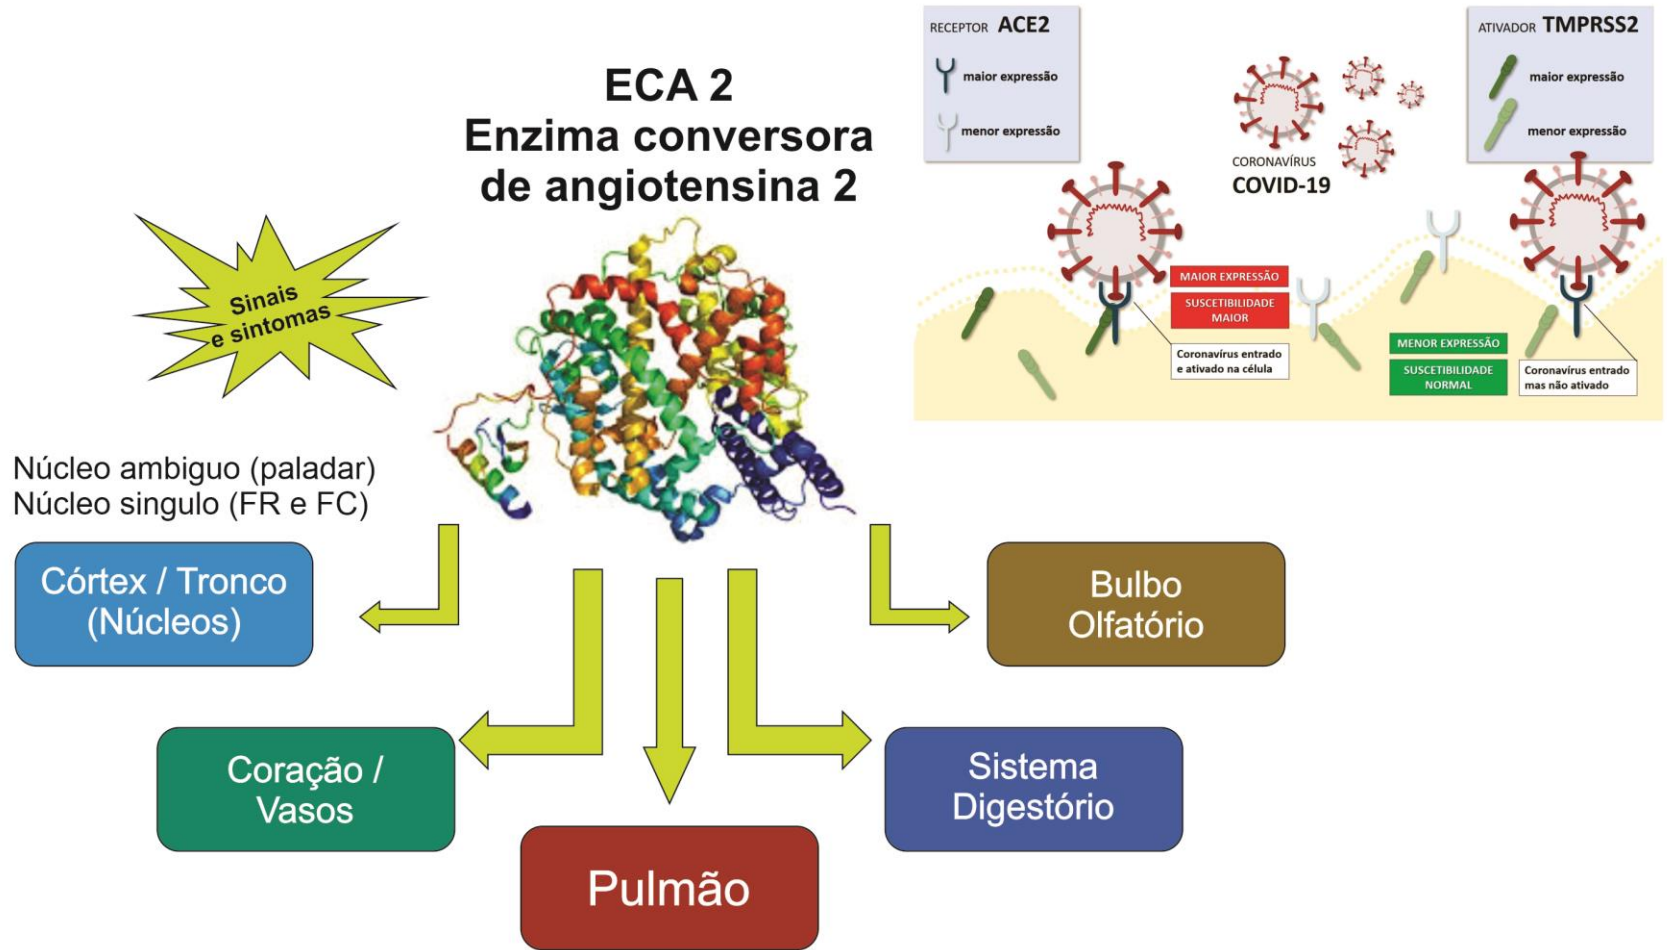 ECA 2
Enzima conversora
de angiotensina 2
Sinais
e sintomas
Núcleo ambiguo (paladar)
Núcleo singulo (FR e FC)
Córtex / Tronco
(Núcleos)
Coração /
Vasos
Pulmão
Sistema
Digestório
Bulbo
Olfatório
RECEPTOR ACE2
maior expressão
menor expressão
CORONAVÍRUS
COVID-19
ATIVADOR TMPRSS2
maior expressão
menor expressão
MAIOR EXPRESSÃO
SUSCETIBILIDADE
MAIOR
Coronavírus entrado
e ativado na célula
MENOR EXPRESSÃO
SUSCETIBILIDADE
NORMAL
Coronavírus entrado
mas não ativado